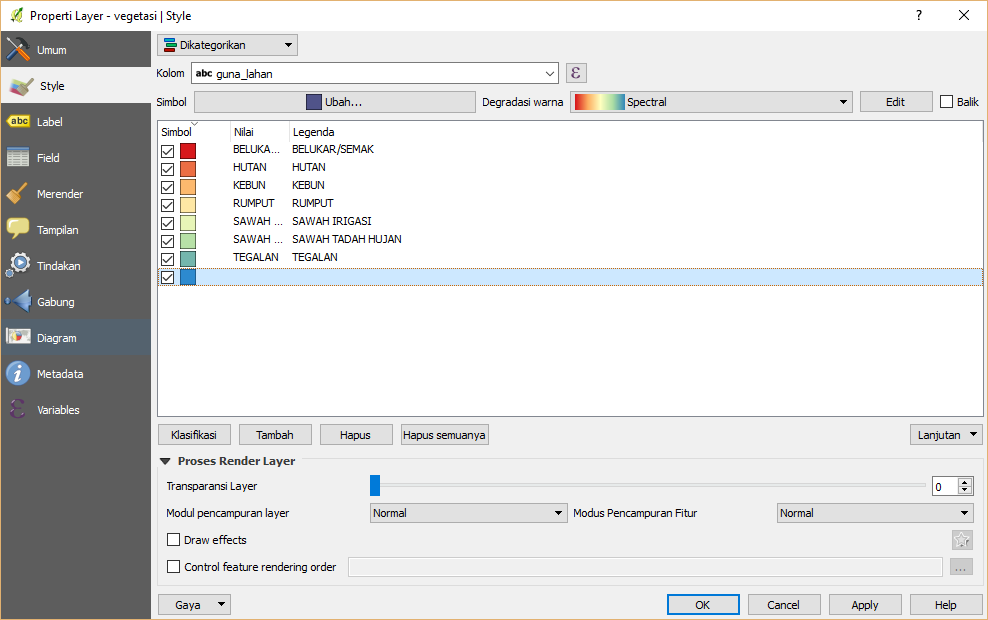 Properti Layer - vegetasi | Style
?
Umum
Style
abc Label
Field
Merender
Tampilan
Tindakan
Gabung
Diagram
Metadata
Variables
Dikategorikan
Kolom abc guna_lahan ε
Simbol Ubah... Degradasi warna Spectral Edit Balik
Simbol Nilai Legenda
BELUKA... BELUKAR/SEMAK
HUTAN HUTAN
KEBUN KEBUN
RUMPUT RUMPUT
SAWAH ... SAWAH IRIGASI
SAWAH ... SAWAH TADAH HUJAN
TEGALAN TEGALAN
Klasifikasi Tambah Hapus Hapus semuanya Lanjutan
Proses Render Layer
Transparansi Layer 0
Modul pencampuran layer Normal Modus Pencampuran Fitur Normal
Draw effects
Control feature rendering order ...
Gaya OK Cancel Apply Help